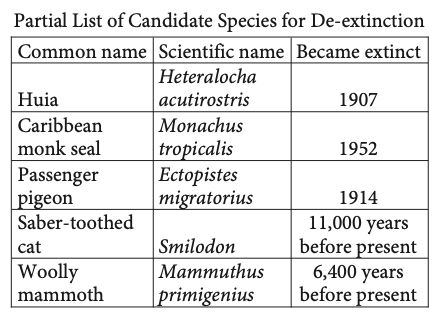 Partial List of Candidate Species for De-extinction
Common name Scientific name Became extinct
Huia Heteralocha acutirostris 1907
Caribbean monk seal Monachus tropicalis 1952
Passenger pigeon Ectopistes migratorius 1914
Saber-toothed cat Smilodon 11,000 years before present
Woolly mammoth Mammuthus primigenius 6,400 years before present